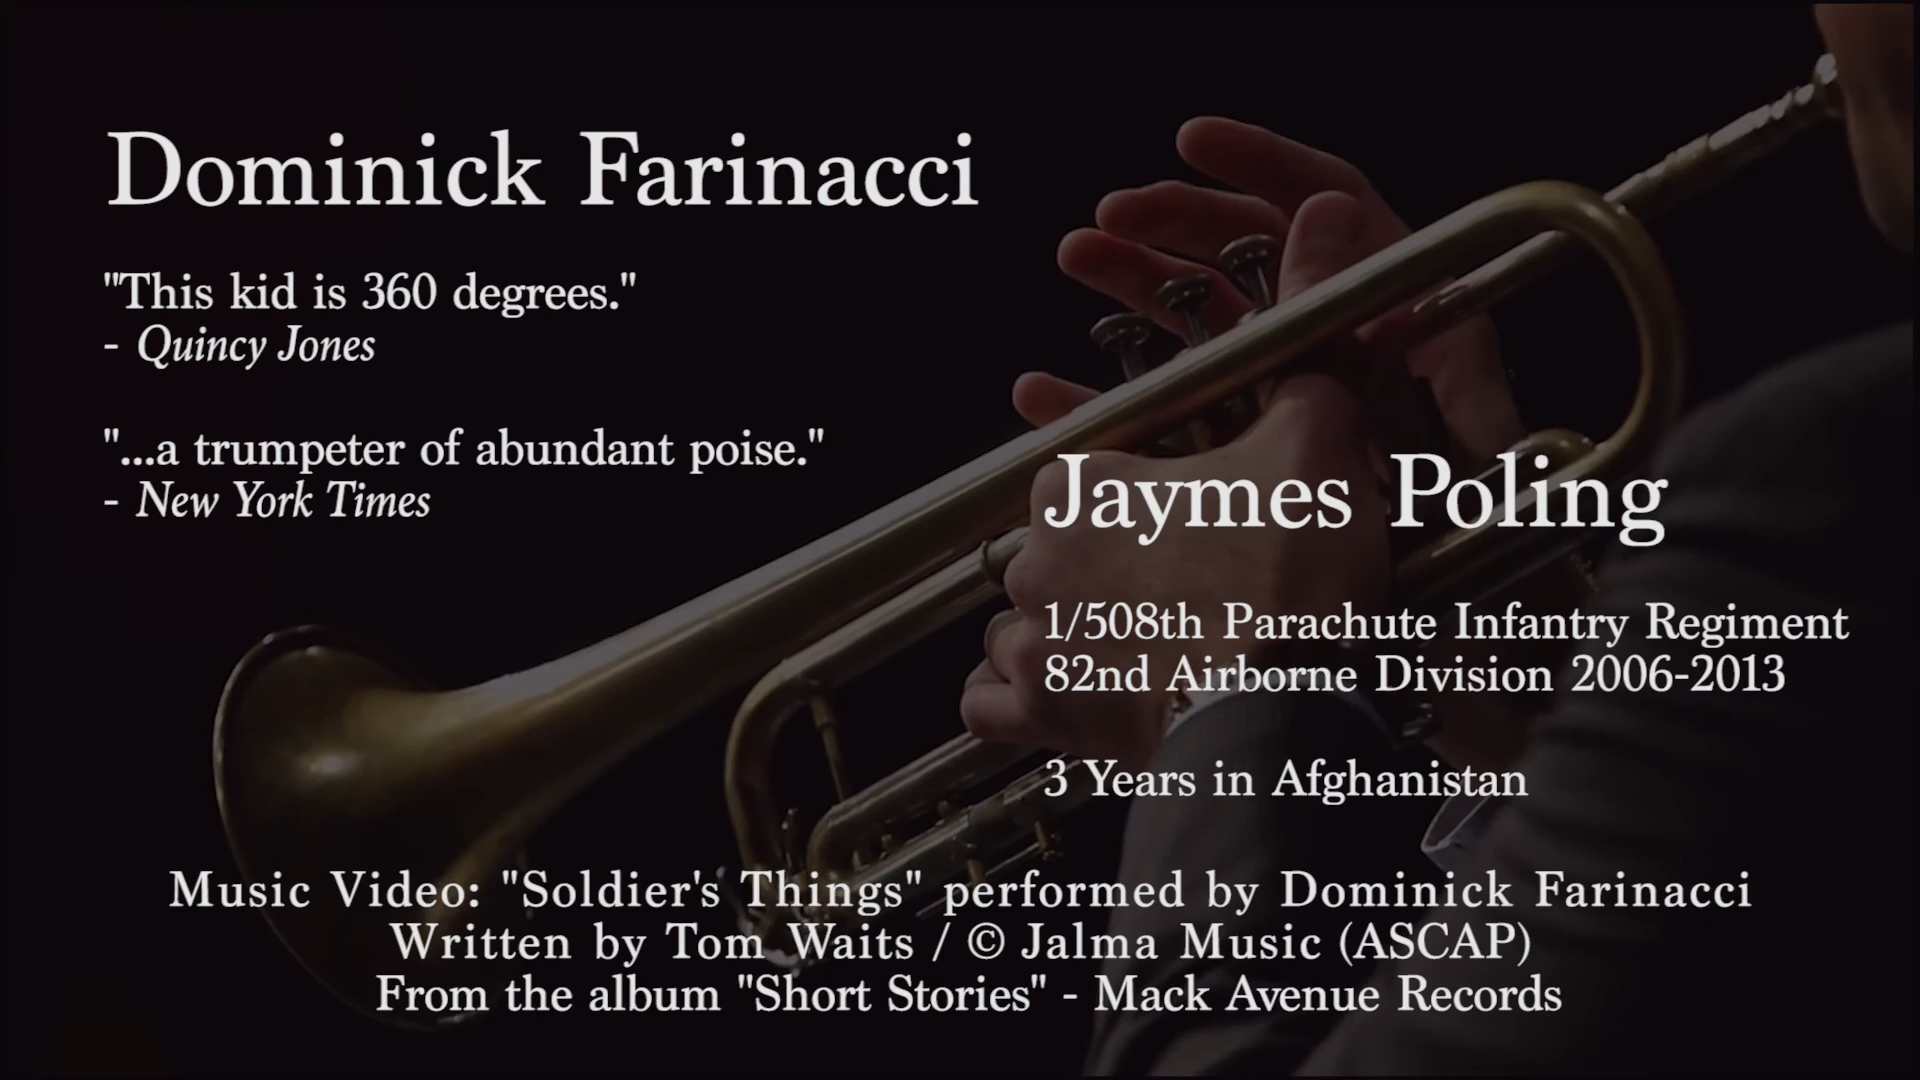 Dominick Farinacci
"This kid is 360 degrees."
- Quincy Jones
"...a trumpeter of abundant poise."
- New York Times
Jaymes Poling
1/508th Parachute Infantry Regiment
82nd Airborne Division 2006-2013
3 Years in Afghanistan
Music Video: "Soldier's Things" performed by Dominick Farinacci
Written by Tom Waits / © Jalma Music (ASCAP)
From the album "Short Stories" - Mack Avenue Records